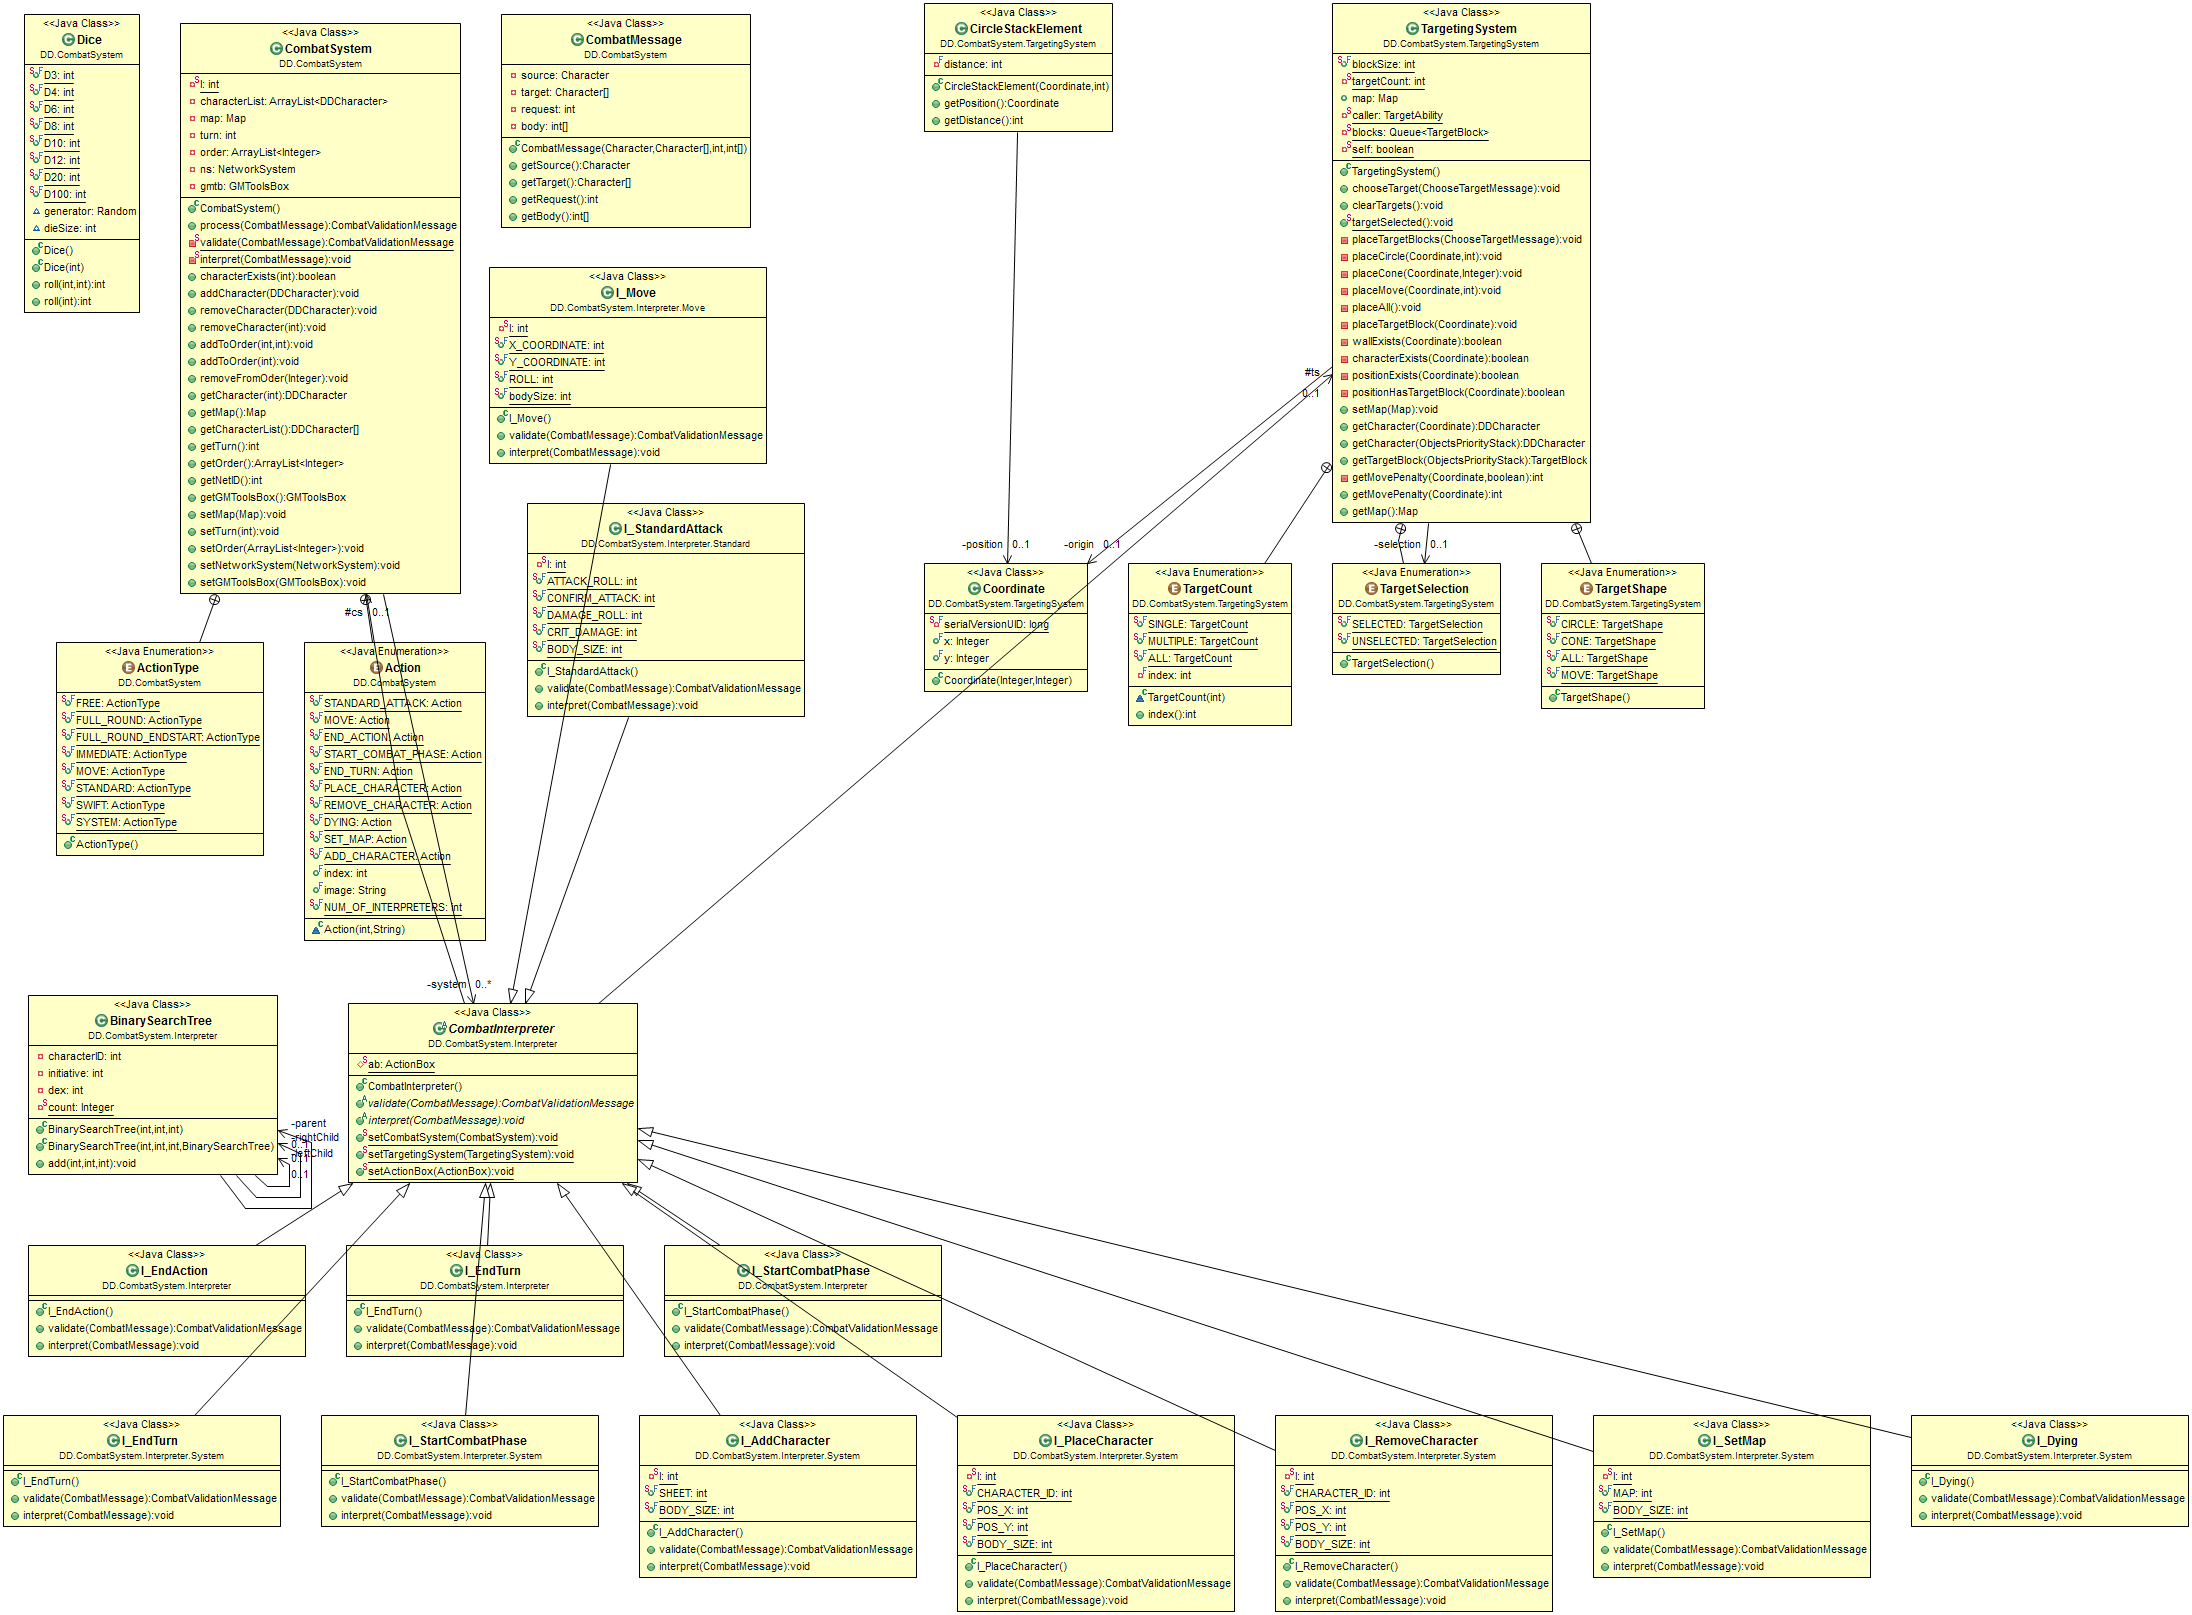 <<Java Class>>
Dice
DD.CombatSystem
D3: int
D4: int
D6: int
D8: int
D10: int
D12: int
D20: int
D100: int
generator: Random
dieSize: int
Dice()
Dice(int)
roll(int,int):int
roll(int):int
<<Java Class>>
CombatSystem
DD.CombatSystem
I: int
characterList: ArrayList<DDCharacter>
map: Map
turn: int
order: ArrayList<Integer>
ns: NetworkSystem
gmtb: GMToolsBox
CombatSystem()
process(CombatMessage):CombatValidationMessage
validate(CombatMessage):CombatValidationMessage
interpret(CombatMessage):void
characterExists(int):boolean
addCharacter(DDCharacter):void
removeCharacter(DDCharacter):void
removeCharacter(int):void
addToOrder(int,int):void
addToOrder(int):void
removeFromOder(Integer):void
getCharacter(int):DDCharacter
getMap():Map
getCharacterList():DDCharacter[]
getTurn():int
getOrder():ArrayList<Integer>
getNetID():int
getGMToolsBox():GMToolsBox
setMap(Map):void
setTurn(int):void
setOrder(ArrayList<Integer>):void
setNetworkSystem(NetworkSystem):void
setGMToolsBox(GMToolsBox):void
<<Java Class>>
CombatMessage
DD.CombatSystem
source: Character
target: Character[]
request: int
body: int[]
CombatMessage(Character,Character[],int,int[])
getSource():Character
getTarget():Character[]
getRequest():int
getBody():int[]
<<Java Class>>
I_Move
DD.CombatSystem.Interpreter.Move
I: int
X_COORDINATE: int
Y_COORDINATE: int
ROLL: int
bodySize: int
I_Move()
validate(CombatMessage):CombatValidationMessage
interpret(CombatMessage):void
<<Java Class>>
I_StandardAttack
DD.CombatSystem.Interpreter.Standard
I: int
ATTACK_ROLL: int
CONFIRM_ATTACK: int
DAMAGE_ROLL: int
CRIT_DAMAGE: int
BODY_SIZE: int
I_StandardAttack()
validate(CombatMessage):CombatValidationMessage
interpret(CombatMessage):void
<<Java Class>>
CircleStackElement
DD.CombatSystem.TargetingSystem
distance: int
CircleStackElement(Coordinate,int)
getPosition():Coordinate
getDistance():int
<<Java Class>>
TargetingSystem
DD.CombatSystem.TargetingSystem
blockSize: int
targetCount: int
map: Map
caller: TargetAbility
blocks: Queue<TargetBlock>
self: boolean
TargetingSystem()
chooseTarget(ChooseTargetMessage):void
clearTargets():void
targetSelected():void
placeTargetBlocks(ChooseTargetMessage):void
placeCircle(Coordinate,int):void
placeCone(Coordinate,Integer):void
placeMove(Coordinate,int):void
placeAll():void
placeTargetBlock(Coordinate):void
wallExists(Coordinate):boolean
characterExists(Coordinate):boolean
positionExists(Coordinate):boolean
positionHasTargetBlock(Coordinate):boolean
setMap(Map):void
getCharacter(Coordinate):DDCharacter
getCharacter(ObjectsPriorityStack):DDCharacter
getTargetBlock(ObjectsPriorityStack):TargetBlock
getMovePenalty(Coordinate,boolean):int
getMovePenalty(Coordinate):int
getMap():Map
#ts
0..1
-position 0..1
-origin 0..1
-selection 0..1
<<Java Class>>
Coordinate
DD.CombatSystem.TargetingSystem
serialVersionUID: long
x: Integer
y: Integer
Coordinate(Integer,Integer)
<<Java Enumeration>>
TargetCount
DD.CombatSystem.TargetingSystem
SINGLE: TargetCount
MULTIPLE: TargetCount
ALL: TargetCount
index: int
TargetCount(int)
index():int
<<Java Enumeration>>
TargetSelection
DD.CombatSystem.TargetingSystem
SELECTED: TargetSelection
UNSELECTED: TargetSelection
TargetSelection()
<<Java Enumeration>>
TargetShape
DD.CombatSystem.TargetingSystem
CIRCLE: TargetShape
CONE: TargetShape
ALL: TargetShape
MOVE: TargetShape
TargetShape()
#cs 0..1
<<Java Enumeration>>
ActionType
DD.CombatSystem
FREE: ActionType
FULL_ROUND: ActionType
FULL_ROUND_ENDSTART: ActionType
IMMEDIATE: ActionType
MOVE: ActionType
STANDARD: ActionType
SWIFT: ActionType
SYSTEM: ActionType
ActionType()
<<Java Enumeration>>
Action
DD.CombatSystem
STANDARD_ATTACK: Action
MOVE: Action
END_ACTION: Action
START_COMBAT_PHASE: Action
END_TURN: Action
PLACE_CHARACTER: Action
REMOVE_CHARACTER: Action
DYING: Action
SET_MAP: Action
ADD_CHARACTER: Action
index: int
image: String
NUM_OF_INTERPRETERS: int
Action(int,String)
-system 0..*
<<Java Class>>
BinarySearchTree
DD.CombatSystem.Interpreter
characterID: int
initiative: int
dex: int
count: Integer
BinarySearchTree(int,int,int)
BinarySearchTree(int,int,int,BinarySearchTree)
add(int,int,int):void
-parent
-rightChild
0..1
-leftChild
0..1
0..1
<<Java Class>>
CombatInterpreter
DD.CombatSystem.Interpreter
ab: ActionBox
CombatInterpreter()
validate(CombatMessage):CombatValidationMessage
interpret(CombatMessage):void
setCombatSystem(CombatSystem):void
setTargetingSystem(TargetingSystem):void
setActionBox(ActionBox):void
<<Java Class>>
I_EndAction
DD.CombatSystem.Interpreter
I_EndAction()
validate(CombatMessage):CombatValidationMessage
interpret(CombatMessage):void
<<Java Class>>
I_EndTurn
DD.CombatSystem.Interpreter
I_EndTurn()
validate(CombatMessage):CombatValidationMessage
interpret(CombatMessage):void
<<Java Class>>
I_StartCombatPhase
DD.CombatSystem.Interpreter
I_StartCombatPhase()
validate(CombatMessage):CombatValidationMessage
interpret(CombatMessage):void
<<Java Class>>
I_EndTurn
DD.CombatSystem.Interpreter.System
I_EndTurn()
validate(CombatMessage):CombatValidationMessage
interpret(CombatMessage):void
<<Java Class>>
I_StartCombatPhase
DD.CombatSystem.Interpreter.System
I_StartCombatPhase()
validate(CombatMessage):CombatValidationMessage
interpret(CombatMessage):void
<<Java Class>>
I_AddCharacter
DD.CombatSystem.Interpreter.System
I: int
SHEET: int
BODY_SIZE: int
I_AddCharacter()
validate(CombatMessage):CombatValidationMessage
interpret(CombatMessage):void
<<Java Class>>
I_PlaceCharacter
DD.CombatSystem.Interpreter.System
I: int
CHARACTER_ID: int
POS_X: int
POS_Y: int
BODY_SIZE: int
I_PlaceCharacter()
validate(CombatMessage):CombatValidationMessage
interpret(CombatMessage):void
<<Java Class>>
I_RemoveCharacter
DD.CombatSystem.Interpreter.System
I: int
CHARACTER_ID: int
POS_X: int
POS_Y: int
BODY_SIZE: int
I_RemoveCharacter()
validate(CombatMessage):CombatValidationMessage
interpret(CombatMessage):void
<<Java Class>>
I_SetMap
DD.CombatSystem.Interpreter.System
I: int
MAP: int
BODY_SIZE: int
I_SetMap()
validate(CombatMessage):CombatValidationMessage
interpret(CombatMessage):void
<<Java Class>>
I_Dying
DD.CombatSystem.Interpreter.System
I_Dying()
validate(CombatMessage):CombatValidationMessage
interpret(CombatMessage):void